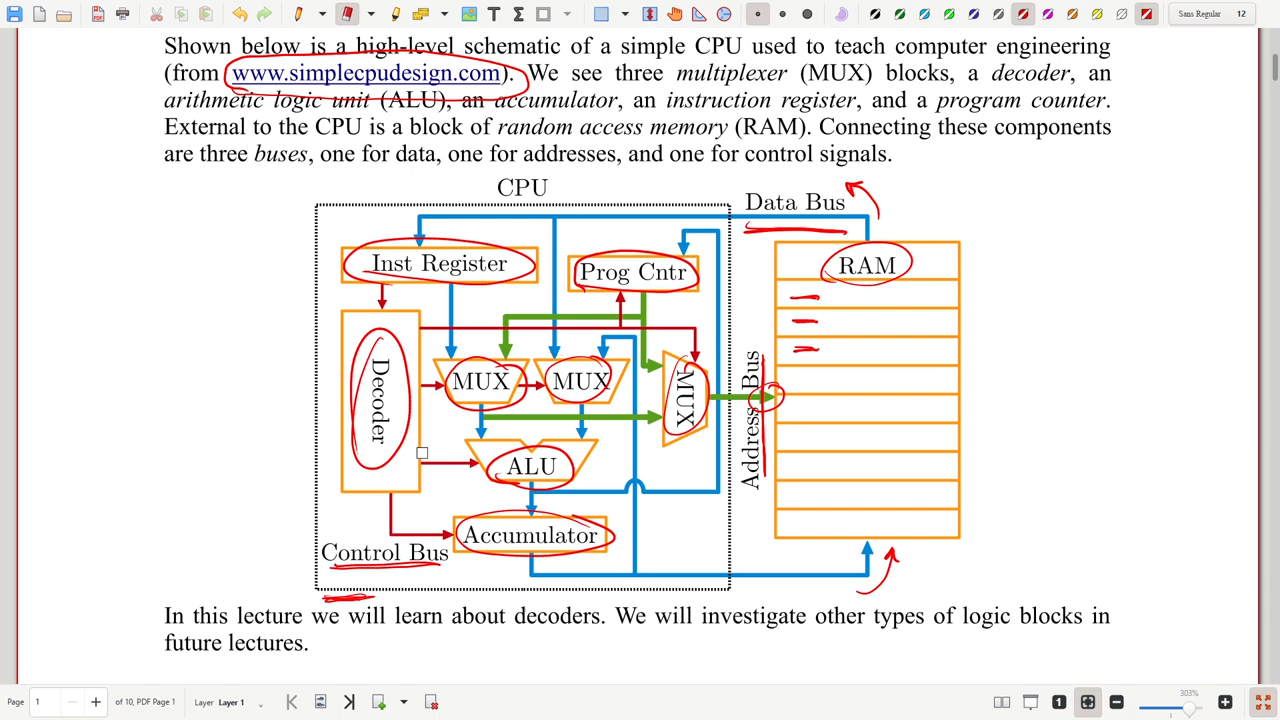 Sans Regular 12
Shown below is a high-level schematic of a simple CPU used to teach computer engineering
(from www.simplecpudesign.com). We see three multiplexer (MUX) blocks, a decoder, an
arithmetic logic unit (ALU), an accumulator, an instruction register, and a program counter.
External to the CPU is a block of random access memory (RAM). Connecting these components
are three buses, one for data, one for addresses, and one for control signals.
CPU
Data Bus
Inst Register
Prog Cntr
RAM
Decoder
MUX
MUX
MUX
Address Bus
ALU
Accumulator
Control Bus
In this lecture we will learn about decoders. We will investigate other types of logic blocks in
future lectures.
Page 1 of 10, PDF Page 1 Layer Layer 1 303%